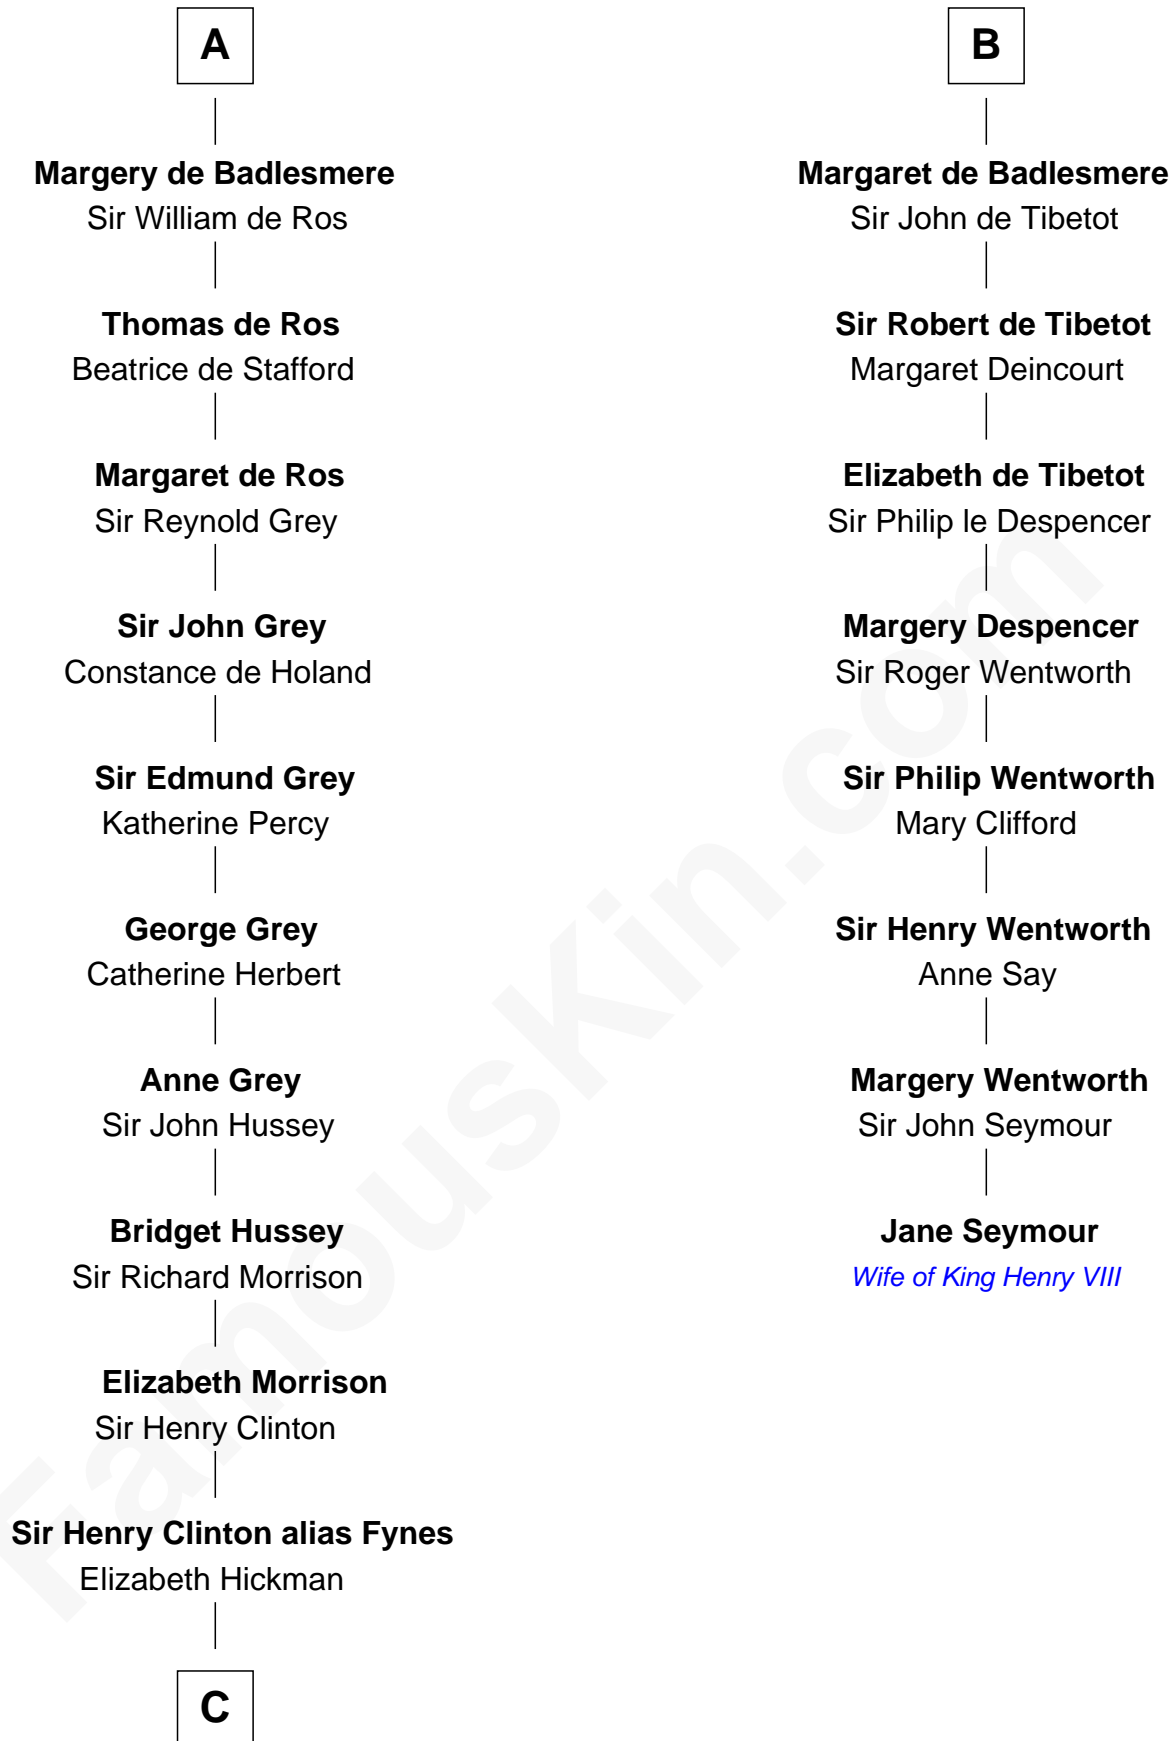 A
Margery de Badlesmere
Sir William de Ros
Thomas de Ros
Beatrice de Stafford
Margaret de Ros
Sir Reynold Grey
Sir John Grey
Constance de Holand
Sir Edmund Grey
Katherine Percy
George Grey
Catherine Herbert
Anne Grey
Sir John Hussey
Bridget Hussey
Sir Richard Morrison
Elizabeth Morrison
Sir Henry Clinton
Sir Henry Clinton alias Fynes
Elizabeth Hickman
C
B
Margaret de Badlesmere
Sir John de Tibetot
Sir Robert de Tibetot
Margaret Deincourt
Elizabeth de Tibetot
Sir Philip le Despencer
Margery Despencer
Sir Roger Wentworth
Sir Philip Wentworth
Mary Clifford
Sir Henry Wentworth
Anne Say
Margery Wentworth
Sir John Seymour
Jane Seymour
Wife of King Henry VIII
FamousKin.com